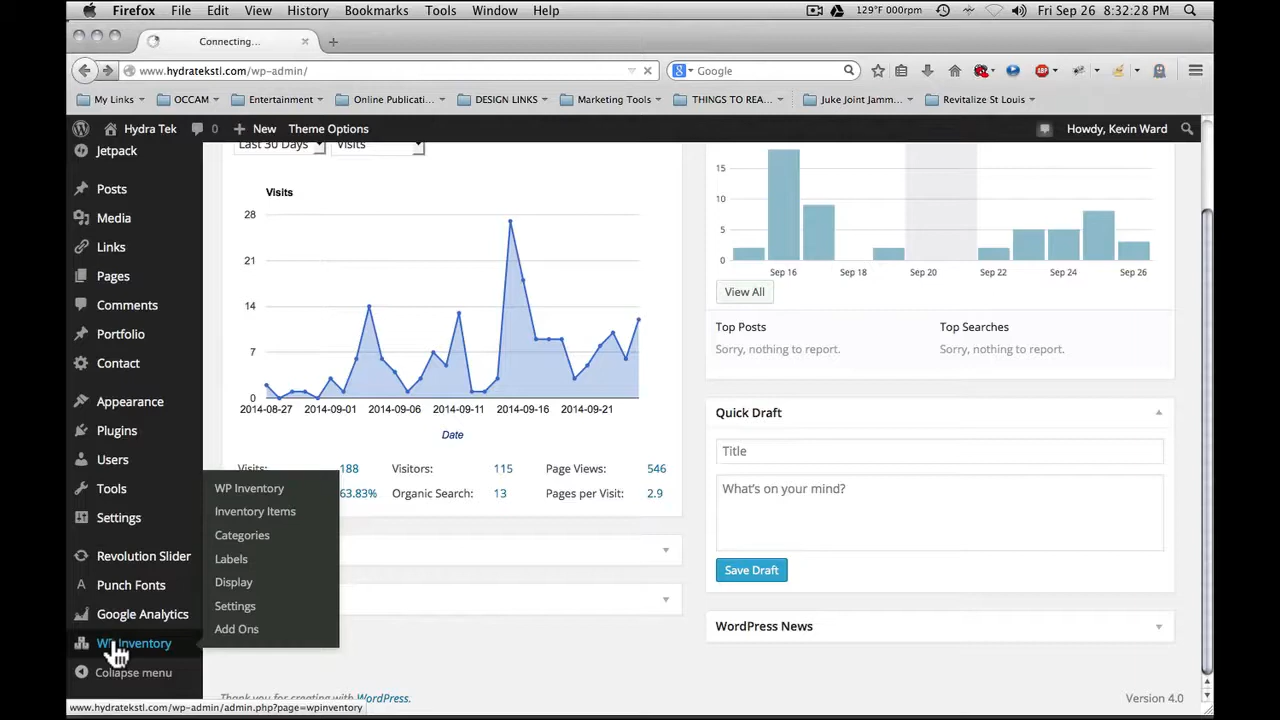 Firefox File Edit View History Bookmarks Tools Window Help 129°F 000rpm Fri Sep 26 8:32:28 PM
Connecting...
www.hydratekstl.com/wp-admin/ Google
My Links OCCAM Entertainment Online Publicati... DESIGN LINKS Marketing Tools THINGS TO REA... Juke Joint Jamm... Revitalize St Louis
Hydra Tek 0 New Theme Options Howdy, Kevin Ward
Jetpack
Posts
Media
Links
Pages
Comments
Portfolio
Contact
Appearance
Plugins
Users
Tools
Settings
Revolution Slider
Punch Fonts
Google Analytics
WP Inventory
Collapse menu
WP Inventory
Inventory Items
Categories
Labels
Display
Settings
Add Ons
Last 30 Days Visits
Visits
28
21
14
7
0
2014-08-27 2014-09-01 2014-09-06 2014-09-11 2014-09-16 2014-09-21
Date
Visits: 188 Visitors: 115 Page Views: 546
63.83% Organic Search: 13 Pages per Visit: 2.9
15
10
5
0
Sep 16 Sep 18 Sep 20 Sep 22 Sep 24 Sep 26
View All
Top Posts Top Searches
Sorry, nothing to report. Sorry, nothing to report.
Quick Draft
Title
What's on your mind?
Save Draft
WordPress News
Thank you for creating with WordPress. Version 4.0
www.hydratekstl.com/wp-admin/admin.php?page=wpinventory